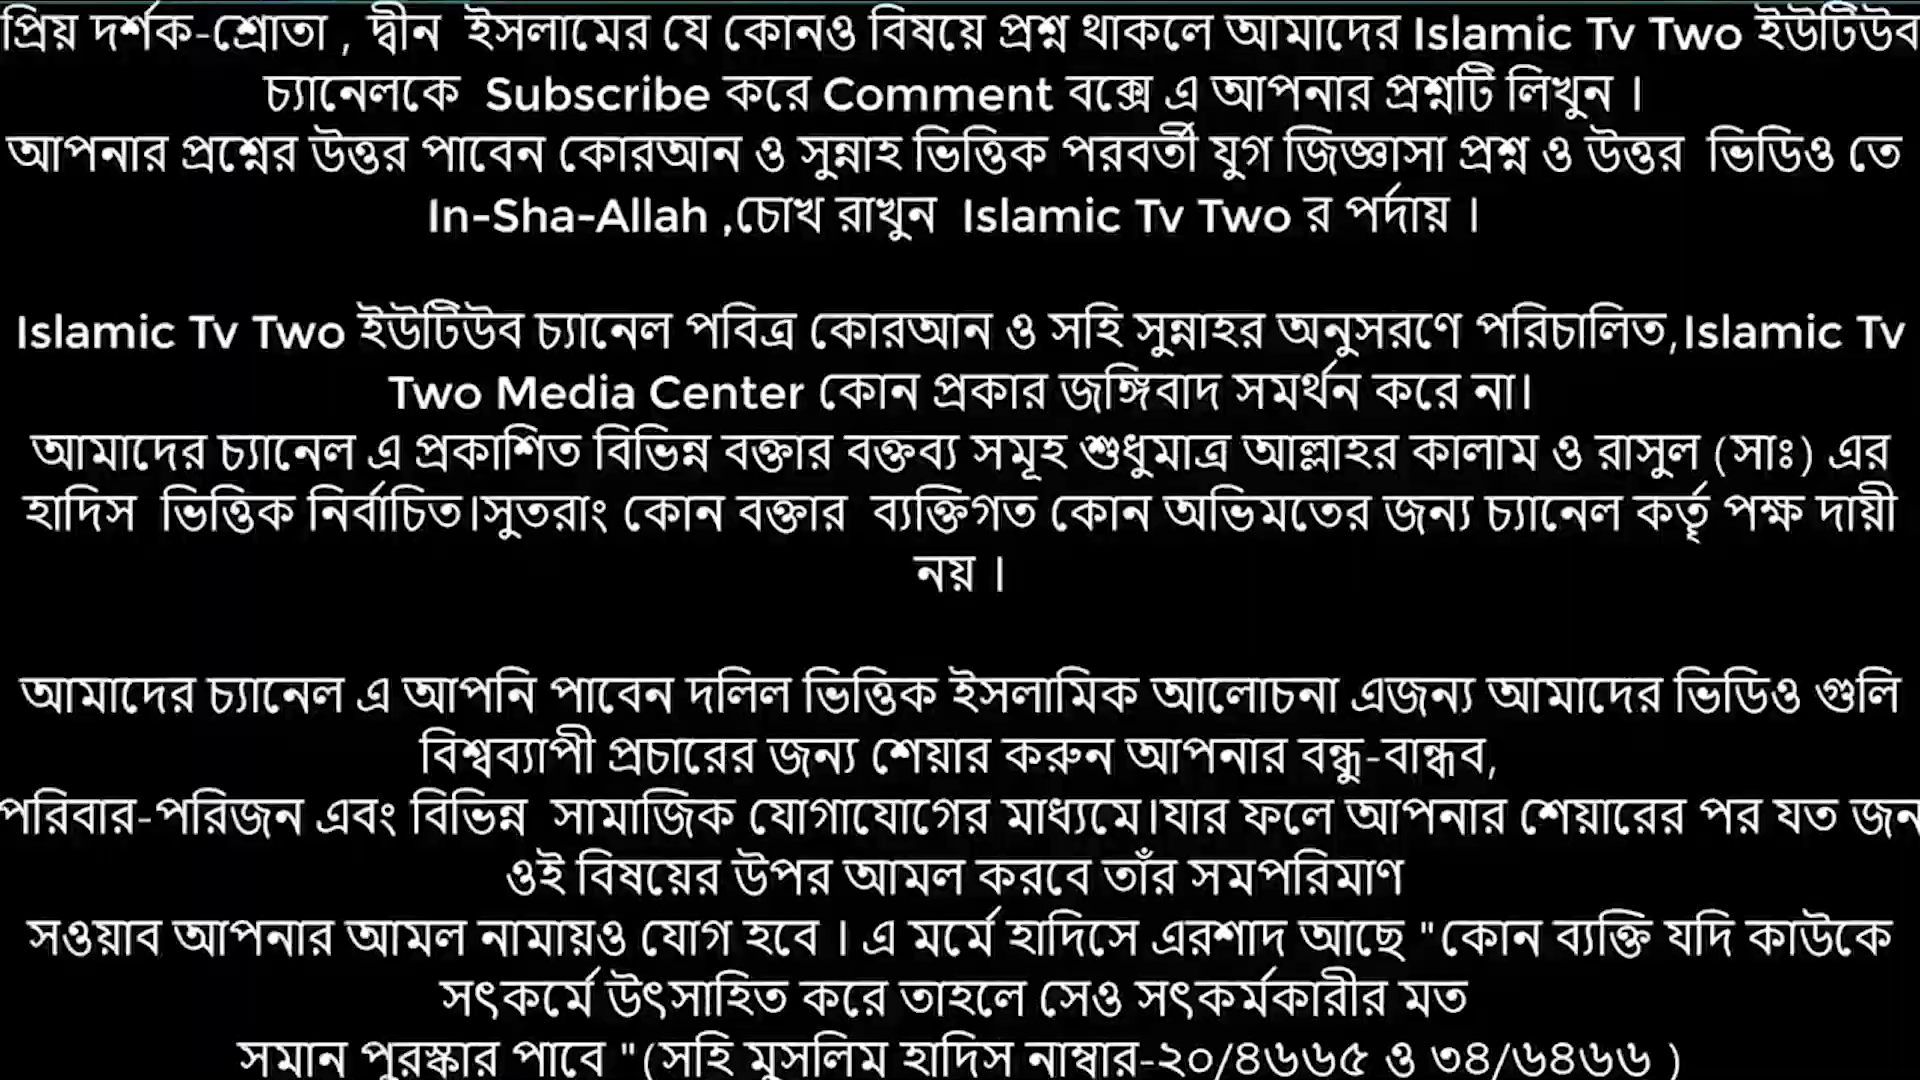 প্রিয় দর্শক-শ্রোতা , দ্বীন ইসলামের যে কোনও বিষয়ে প্রশ্ন থাকলে আমাদের Islamic Tv Two ইউটিউব
চ্যানেলকে Subscribe করে Comment বক্সে এ আপনার প্রশ্নটি লিখুন ।
আপনার প্রশ্নের উত্তর পাবেন কোরআন ও সুন্নাহ ভিত্তিক পরবর্তী যুগ জিজ্ঞাসা প্রশ্ন ও উত্তর ভিডিও তে
In-Sha-Allah ,চোখ রাখুন Islamic Tv Two র পর্দায় ।
Islamic Tv Two ইউটিউব চ্যানেল পবিত্র কোরআন ও সহি সুন্নাহর অনুসরণে পরিচালিত,Islamic Tv
Two Media Center কোন প্রকার জঙ্গিবাদ সমর্থন করে না।
আমাদের চ্যানেল এ প্রকাশিত বিভিন্ন বক্তার বক্তব্য সমূহ শুধুমাত্র আল্লাহর কালাম ও রাসুল (সাঃ) এর
হাদিস ভিত্তিক নির্বাচিত।সুতরাং কোন বক্তার ব্যক্তিগত কোন অভিমতের জন্য চ্যানেল কর্তৃ পক্ষ দায়ী
নয় ।
আমাদের চ্যানেল এ আপনি পাবেন দলিল ভিত্তিক ইসলামিক আলোচনা এজন্য আমাদের ভিডিও গুলি
বিশ্বব্যাপী প্রচারের জন্য শেয়ার করুন আপনার বন্ধু-বান্ধব,
পরিবার-পরিজন এবং বিভিন্ন সামাজিক যোগাযোগের মাধ্যমে।যার ফলে আপনার শেয়ারের পর যত জন
ওই বিষয়ের উপর আমল করবে তাঁর সমপরিমাণ
সওয়াব আপনার আমল নামায়ও যোগ হবে । এ মর্মে হাদিসে এরশাদ আছে "কোন ব্যক্তি যদি কাউকে
সৎকর্মে উৎসাহিত করে তাহলে সেও সৎকর্মকারীর মত
সমান পুরস্কার পাবে "(সহি মুসলিম হাদিস নাম্বার-২০/৪৬৬৫ ও ৩৪/৬৪৬৬ )